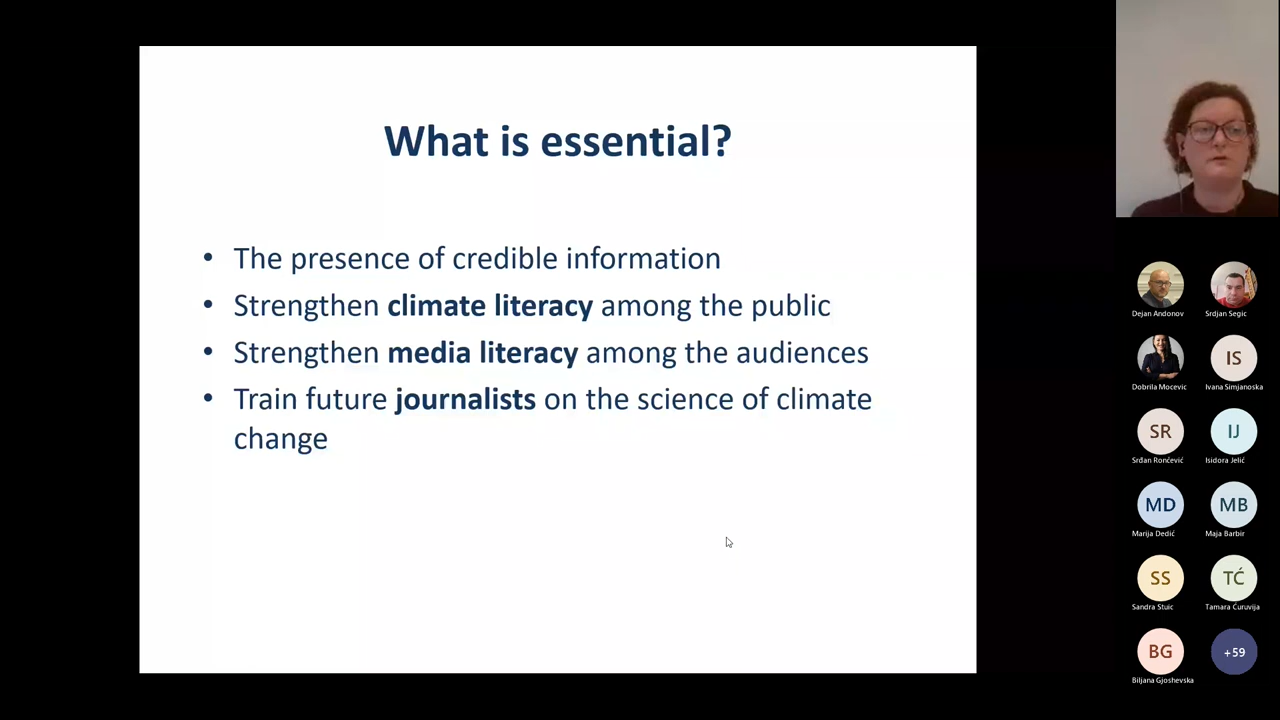 What is essential?
• The presence of credible information
• Strengthen climate literacy among the public
• Strengthen media literacy among the audiences
• Train future journalists on the science of climate
change
Dejan Andonov
Srdjan Segic
Dobrila Mocevic
IS
Ivana Simjanoska
SR
Srđan Rončević
IJ
Isidora Jelić
MD
Marija Dedić
MB
Maja Barbir
SS
Sandra Stuic
TĆ
Tamara Ćuruvija
BG
Biljana Gjoshevska
+59